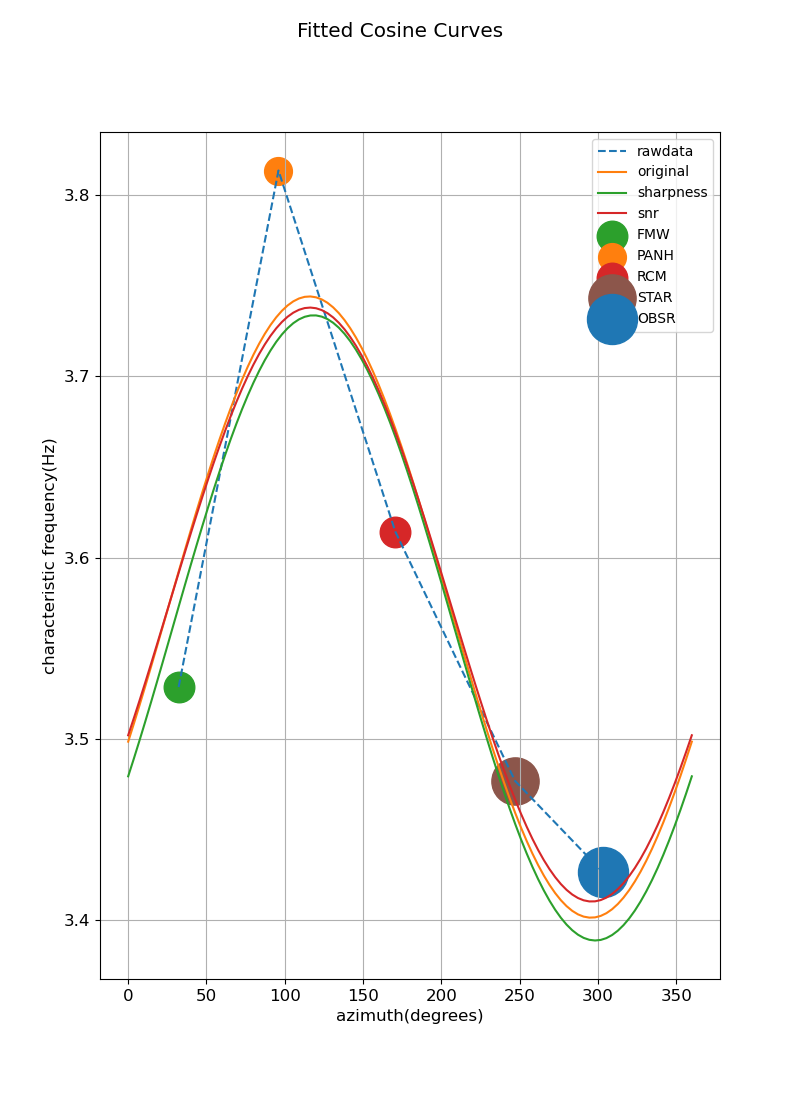 Fitted Cosine Curves
rawdata
original
sharpness
snr
FMW
PANH
RCM
STAR
OBSR
characteristic frequency(Hz)
3.8
3.7
3.6
3.5
3.4
0 50 100 150 200 250 300 350
azimuth(degrees)